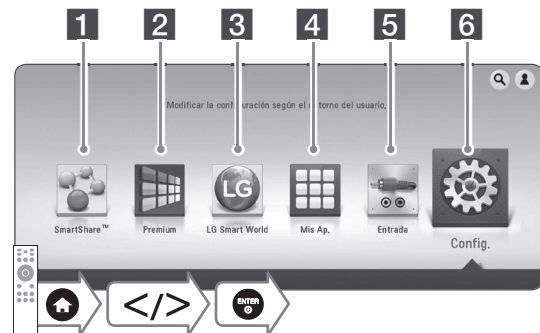 1 2 3 4 5 6
Modificar la configuración según el entorno del usuario.
LG
SmartShare™ Premium LG Smart World Mis Ap. Entrada
Config.
</> ENTER